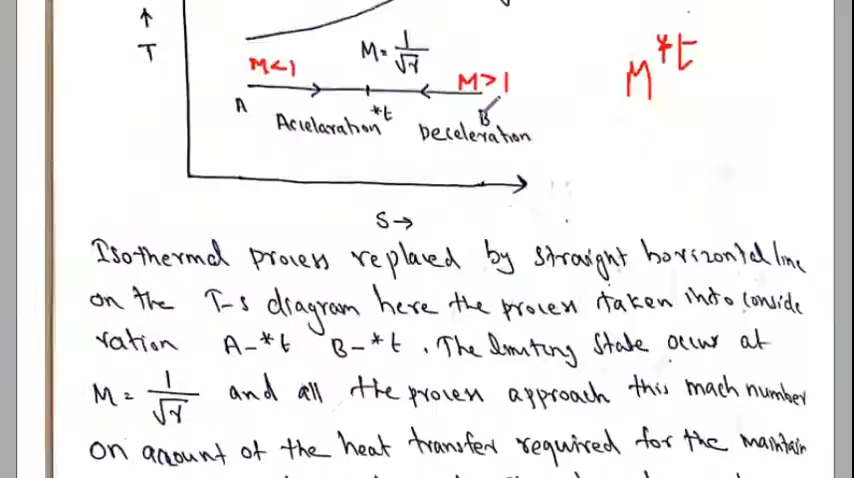 ↑
T
M = 1/√γ
M<1
M>1
M*t
A
*t
B
Accelaration
Deceleration
S→
Isothermal process replaced by straight horizontal line
on the T-s diagram here the process taken into conside
ration A-*t B-*t. The limiting state occur at
M = 1/√γ and all the process approach this mach number
on account of the heat transfer required for the maintain